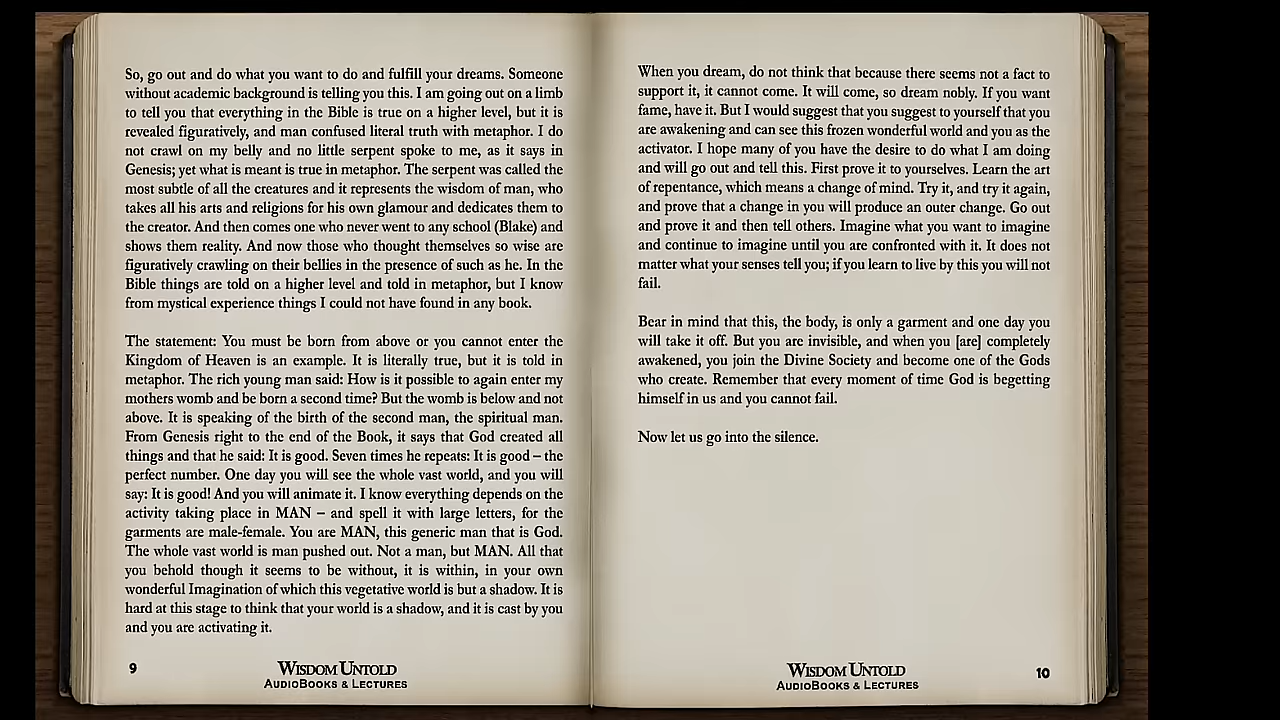 So, go out and do what you want to do and fulfill your dreams. Someone
without academic background is telling you this. I am going out on a limb
to tell you that everything in the Bible is true on a higher level, but it is
revealed figuratively, and man confused literal truth with metaphor. I do
not crawl on my belly and no little serpent spoke to me, as it says in
Genesis; yet what is meant is true in metaphor. The serpent was called the
most subtle of all the creatures and it represents the wisdom of man, who
takes all his arts and religions for his own glamour and dedicates them to
the creator. And then comes one who never went to any school (Blake) and
shows them reality. And now those who thought themselves so wise are
figuratively crawling on their bellies in the presence of such as he. In the
Bible things are told on a higher level and told in metaphor, but I know
from mystical experience things I could not have found in any book.
The statement: You must be born from above or you cannot enter the
Kingdom of Heaven is an example. It is literally true, but it is told in
metaphor. The rich young man said: How is it possible to again enter my
mothers womb and be born a second time? But the womb is below and not
above. It is speaking of the birth of the second man, the spiritual man.
From Genesis right to the end of the Book, it says that God created all
things and that he said: It is good. Seven times he repeats: It is good – the
perfect number. One day you will see the whole vast world, and you will
say: It is good! And you will animate it. I know everything depends on the
activity taking place in MAN – and spell it with large letters, for the
garments are male-female. You are MAN, this generic man that is God.
The whole vast world is man pushed out. Not a man, but MAN. All that
you behold though it seems to be without, it is within, in your own
wonderful Imagination of which this vegetative world is but a shadow. It is
hard at this stage to think that your world is a shadow, and it is cast by you
and you are activating it.
9
WISDOM UNTOLD
AUDIOBOOKS & LECTURES
When you dream, do not think that because there seems not a fact to
support it, it cannot come. It will come, so dream nobly. If you want
fame, have it. But I would suggest that you suggest to yourself that you
are awakening and can see this frozen wonderful world and you as the
activator. I hope many of you have the desire to do what I am doing
and will go out and tell this. First prove it to yourselves. Learn the art
of repentance, which means a change of mind. Try it, and try it again,
and prove that a change in you will produce an outer change. Go out
and prove it and then tell others. Imagine what you want to imagine
and continue to imagine until you are confronted with it. It does not
matter what your senses tell you; if you learn to live by this you will not
fail.
Bear in mind that this, the body, is only a garment and one day you
will take it off. But you are invisible, and when you [are] completely
awakened, you join the Divine Society and become one of the Gods
who create. Remember that every moment of time God is begetting
himself in us and you cannot fail.
Now let us go into the silence.
WISDOM UNTOLD
AUDIOBOOKS & LECTURES
10